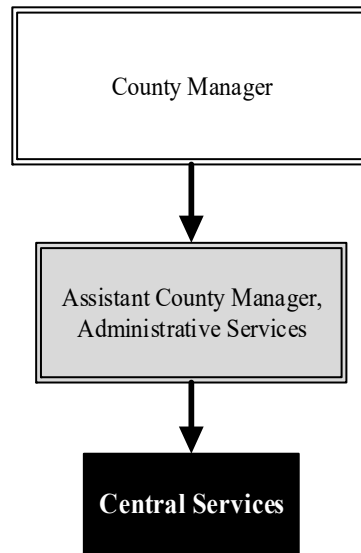 County Manager
Assistant County Manager,
Administrative Services
Central Services